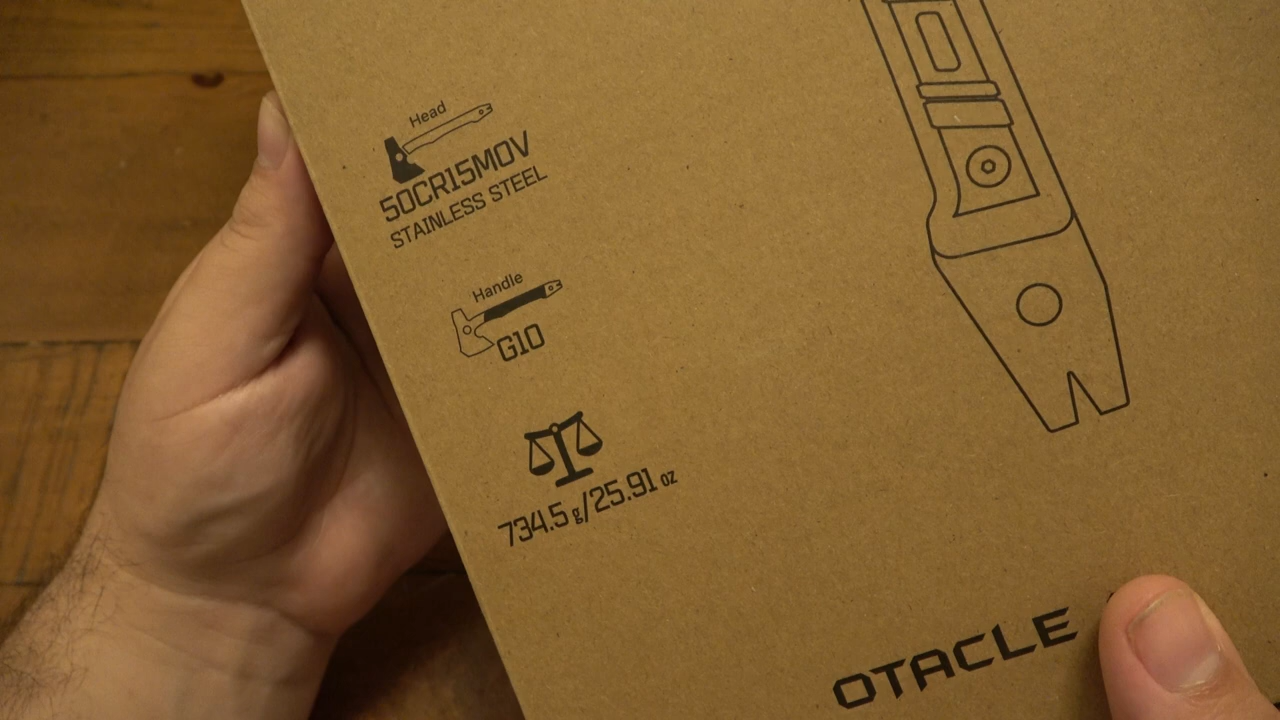 Head
50CR15MOV
STAINLESS STEEL
Handle
G10
734.5 g/25.91 oz
OTACLE